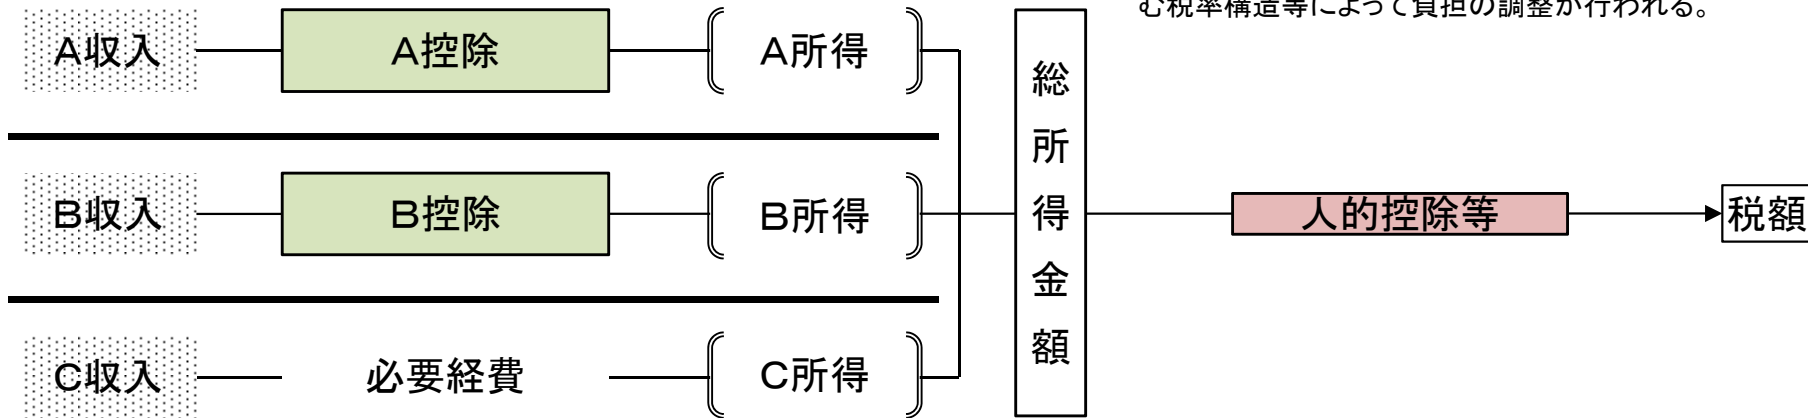 む税率構造等によって負担の調整が行われる。
A収入 A控除 A所得
B収入 B控除 B所得
C収入 必要経費 C所得
総所得金額
人的控除等
税額